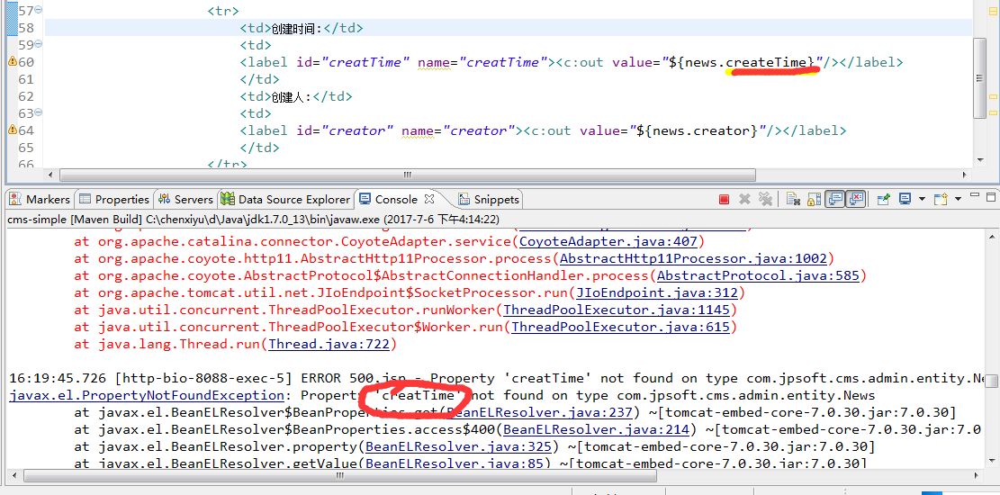 57 <tr>
58 <td>创建时间:</td>
59 <td>
60 <label id="creatTime" name="creatTime"><c:out value="${news.createTime}"/></label>
61 </td>
62 <td>创建人:</td>
63 <td>
64 <label id="creator" name="creator"><c:out value="${news.creator}"/></label>
65 </td>
66 </tr>
Markers Properties Servers Data Source Explorer Console Snippets
cms-simple [Maven Build] C:\chenxiyu\d\Java\jdk1.7.0_13\bin\javaw.exe (2017-7-6 下午4:14:22)
at org.apache.catalina.connector.CoyoteAdapter.service(CoyoteAdapter.java:407)
at org.apache.coyote.http11.AbstractHttp11Processor.process(AbstractHttp11Processor.java:1002)
at org.apache.coyote.AbstractProtocol$AbstractConnectionHandler.process(AbstractProtocol.java:585)
at org.apache.tomcat.util.net.JIoEndpoint$SocketProcessor.run(JIoEndpoint.java:312)
at java.util.concurrent.ThreadPoolExecutor.runWorker(ThreadPoolExecutor.java:1145)
at java.util.concurrent.ThreadPoolExecutor$Worker.run(ThreadPoolExecutor.java:615)
at java.lang.Thread.run(Thread.java:722)
16:19:45.726 [http-bio-8088-exec-5] ERROR 500.jsp - Property 'creatTime' not found on type com.jpsoft.cms.admin.entity.Ne
javax.el.PropertyNotFoundException: Property 'creatTime' not found on type com.jpsoft.cms.admin.entity.News
at javax.el.BeanELResolver$BeanProperties.get(BeanELResolver.java:237) ~[tomcat-embed-core-7.0.30.jar:7.0.30]
at javax.el.BeanELResolver$BeanProperties.access$400(BeanELResolver.java:214) ~[tomcat-embed-core-7.0.30.jar:7.0.30]
at javax.el.BeanELResolver.property(BeanELResolver.java:325) ~[tomcat-embed-core-7.0.30.jar:7.0.30]
at javax.el.BeanELResolver.getValue(BeanELResolver.java:85) ~[tomcat-embed-core-7.0.30.jar:7.0.30]